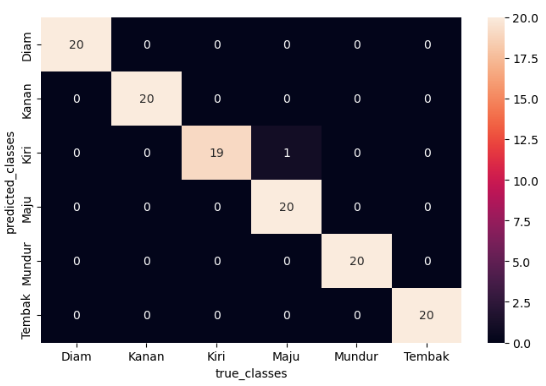 predicted_classes
Diam 20 0 0 0 0 0
Kanan 0 20 0 0 0 0
Kiri 0 0 19 1 0 0
Maju 0 0 0 20 0 0
Mundur 0 0 0 0 20 0
Tembak 0 0 0 0 0 20
Diam Kanan Kiri Maju Mundur Tembak
true_classes
20.0
17.5
15.0
12.5
10.0
7.5
5.0
2.5
0.0